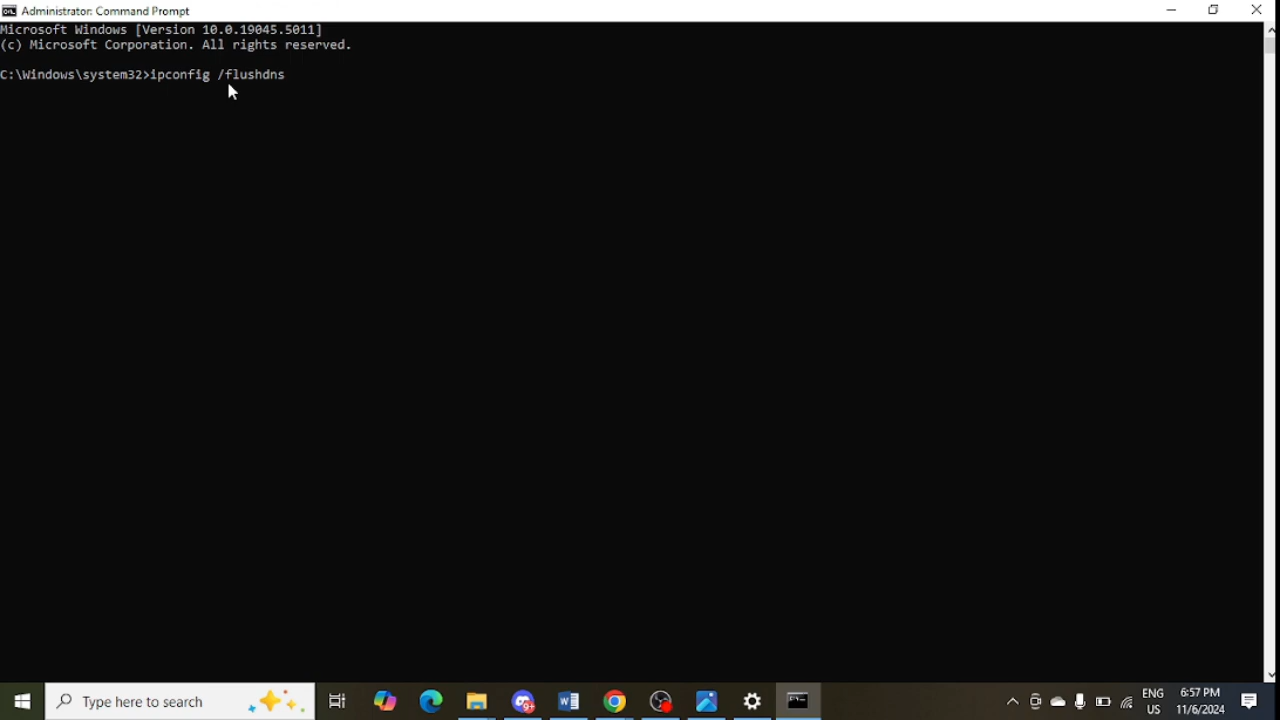 Administrator: Command Prompt
Microsoft Windows [Version 10.0.19045.5011]
(c) Microsoft Corporation. All rights reserved.
C:\Windows\system32>ipconfig /flushdns
Type here to search
9+
ENG
US
6:57 PM
11/6/2024